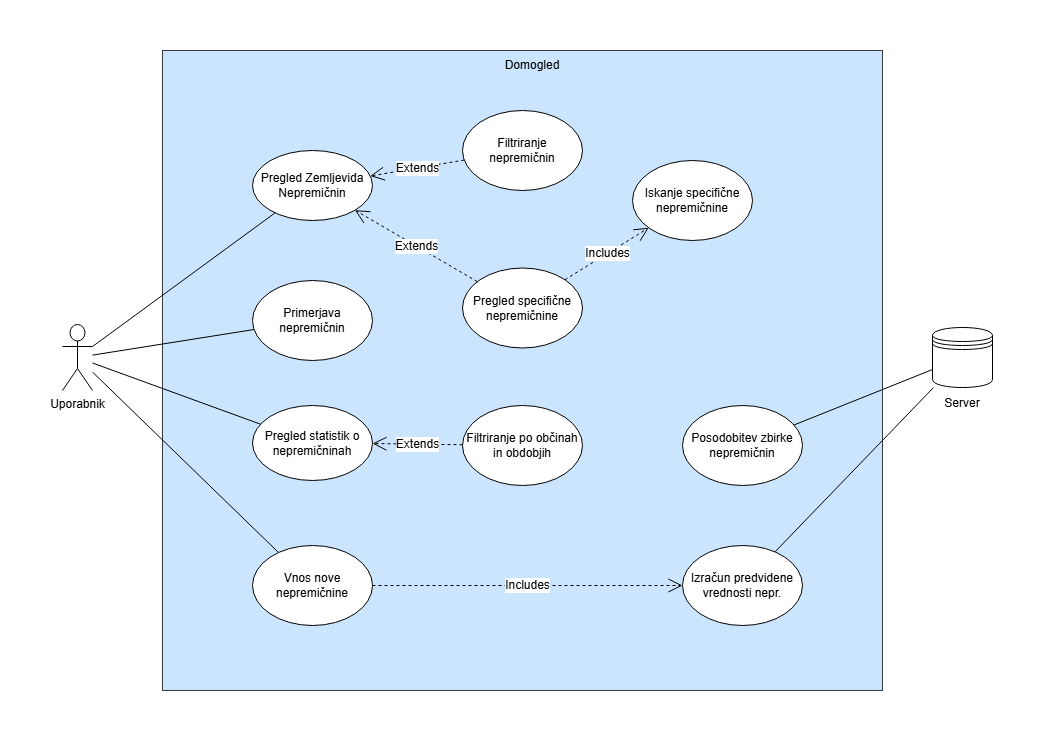 Domogled
Filtriranje
nepremičnin
Extends
Pregled Zemljevida
Nepremičnin
Iskanje specifične
nepremičnine
Extends
Includes
Pregled specifične
nepremičnine
Primerjava
nepremičnin
Uporabnik
Server
Pregled statistik o
nepremičninah
Extends
Filtriranje po občinah
in obdobjih
Posodobitev zbirke
nepremičnin
Vnos nove
nepremičnine
Includes
Izračun predvidene
vrednosti nepr.